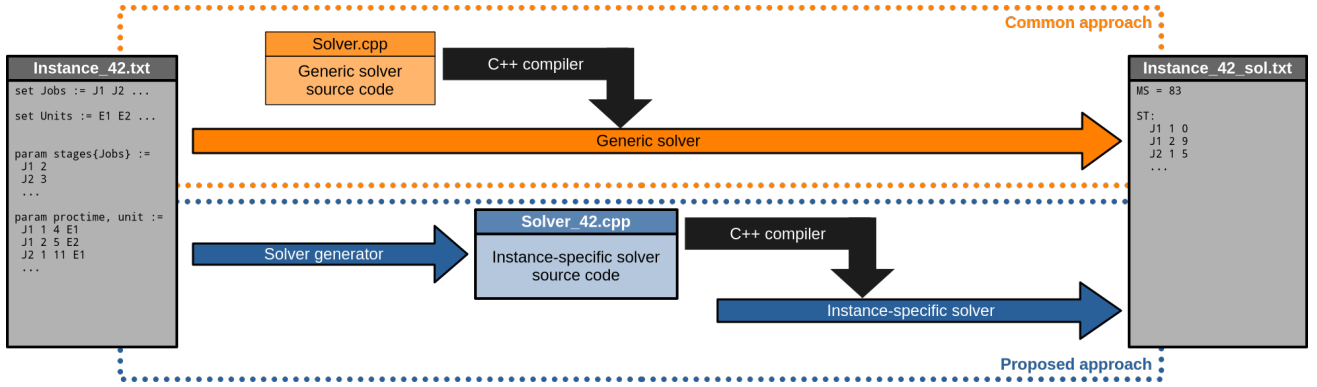 Common approach
Instance_42.txt
set Jobs := J1 J2 ...
set Units := E1 E2 ...
param stages{Jobs} :=
J1 2
J2 3
...
param proctime, unit :=
J1 1 4 E1
J1 2 5 E2
J2 1 11 E1
...
Solver.cpp
Generic solver
source code
C++ compiler
Generic solver
Solver generator
Solver_42.cpp
Instance-specific solver
source code
C++ compiler
Instance-specific solver
Instance_42_sol.txt
MS = 83
ST:
J1 1 0
J1 2 9
J2 1 5
...
Proposed approach